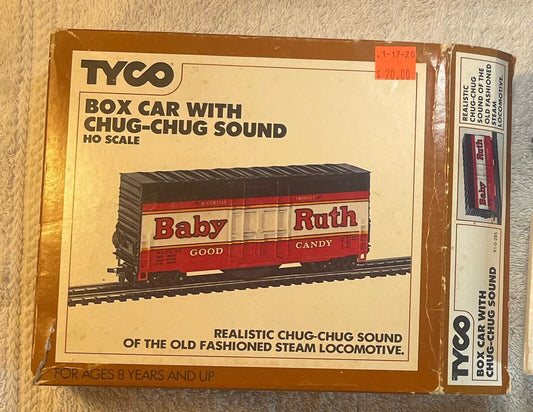 TYCO
BOX CAR WITH
CHUG-CHUG SOUND
HO SCALE
.1-17-20
$ 20.00
Baby Ruth
GOOD CANDY
REALISTIC CHUG-CHUG SOUND
OF THE OLD FASHIONED STEAM LOCOMOTIVE.
FOR AGES 8 YEARS AND UP
REALISTIC
CHUG-CHUG
SOUND OF THE
OLD FASHIONED
STEAM
LOCOMOTIVE.
Baby Ruth
TYCO
BOX CAR WITH
CHUG-CHUG SOUND